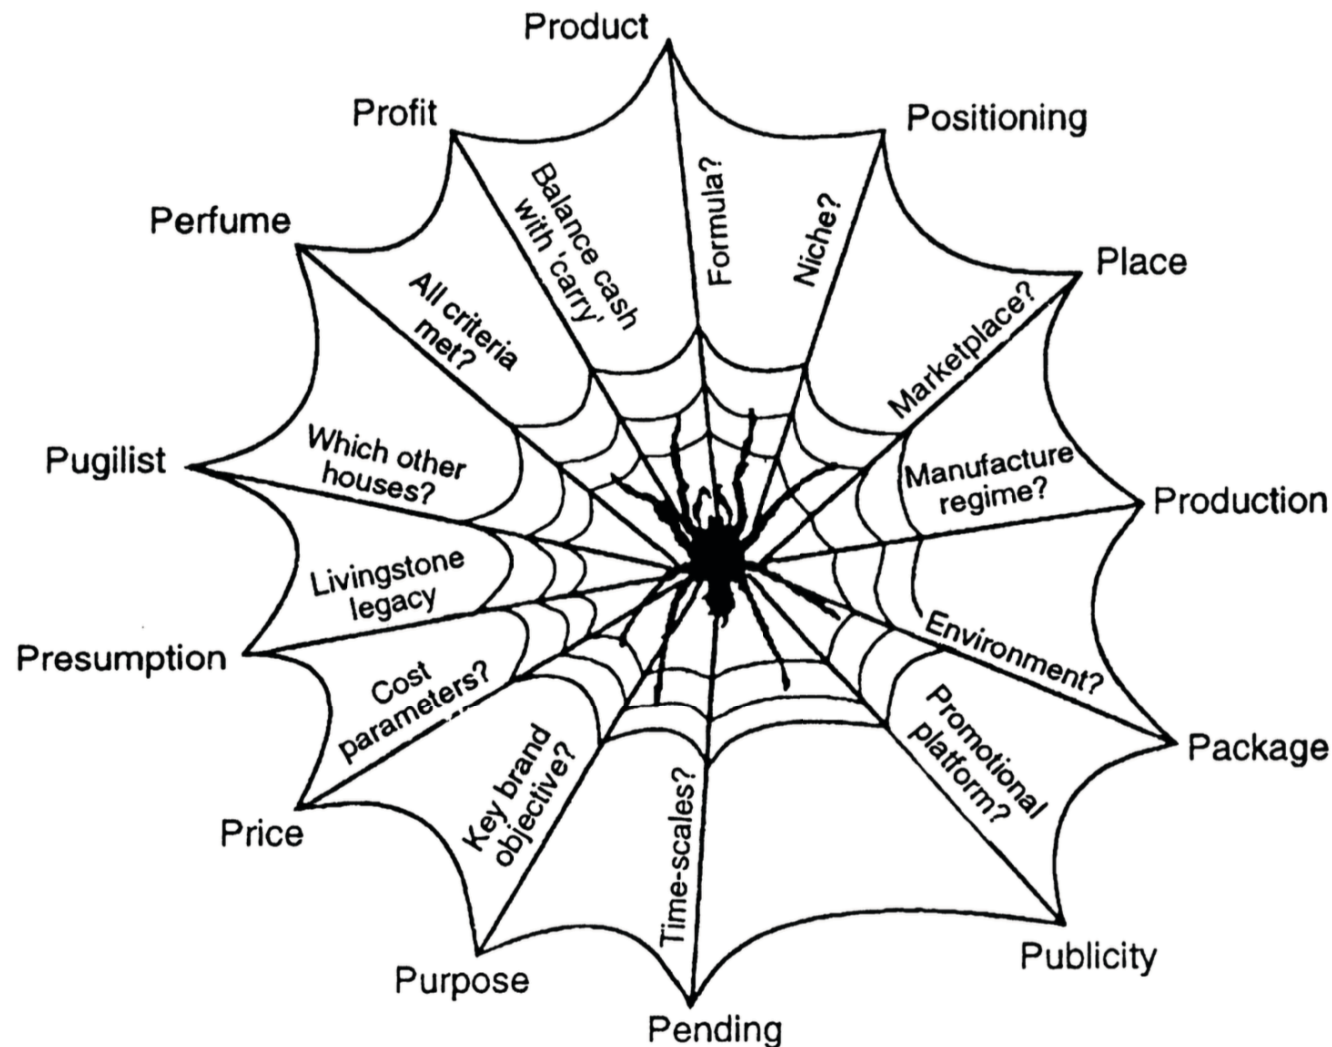 Product
Positioning
Place
Production
Package
Publicity
Pending
Purpose
Price
Presumption
Pugilist
Perfume
Profit
Formula?
Niche?
Marketplace?
Manufacture
regime?
Environment?
Promotional
platform?
Time-scales?
Key brand
objective?
Cost
parameters?
Livingstone
legacy
Which other
houses?
All criteria
met?
Balance cash
with 'carry'